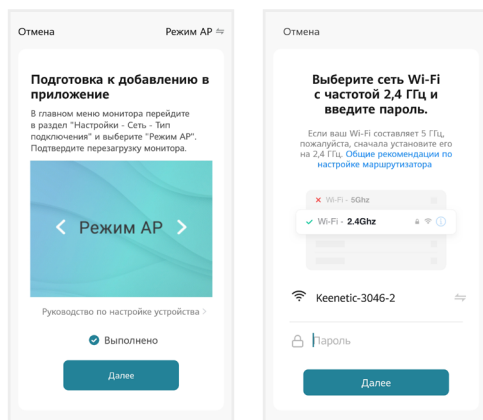 Отмена
Режим AP
Подготовка к добавлению в
приложение
В главном меню монитора перейдите
в раздел "Настройки - Сеть - Тип
подключения" и выберите "Режим AP".
Подтвердите перезагрузку монитора.
Режим AP
Руководство по настройке устройства >
Выполнено
Далее
Отмена
Выберите сеть Wi-Fi
с частотой 2,4 ГГц и
введите пароль.
Если ваш Wi-Fi составляет 5 ГГц,
пожалуйста, сначала установите его
на 2,4 ГГц. Общие рекомендации по
настройке маршрутизатора
Wi-Fi - 5Ghz
Wi-Fi - 2.4Ghz
Keenetic-3046-2
Пароль
Далее